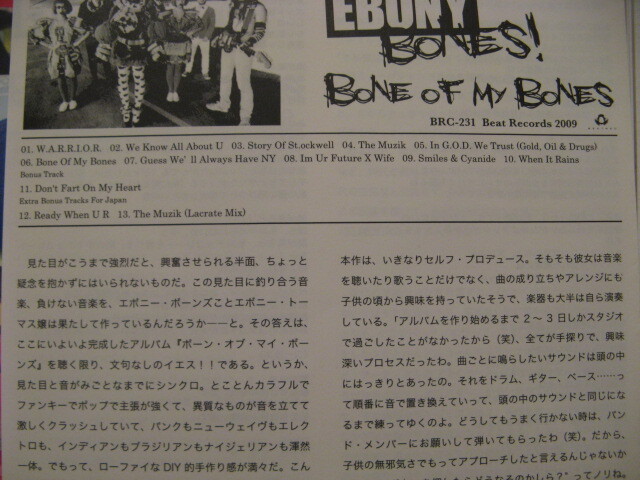 EBONY
BONES!
BONE OF MY BONES
BRC-231 Beat Records 2009
01. W.A.R.R.I.O.R. 02. We Know All About U 03. Story Of St.ockwell 04. The Muzik 05. In G.O.D. We Trust (Gold, Oil & Drugs)
06. Bone Of My Bones 07. Guess We'll Always Have NY 08. Im Ur Future X Wife 09. Smiles & Cyanide 10. When It Rains
Bonus Track
11. Don't Fart On My Heart
Extra Bonus Tracks For Japan
12. Ready When U R 13. The Muzik (Lacrate Mix)
見た目がこうまで強烈だと、興奮させられる半面、ちょっと
疑念を抱かずにはいられないものだ。この見た目に釣り合う音
楽、負けない音楽を、エボニー・ボーンズことエボニー・トー
マス嬢は果たして作っているんだろうか――と。その答えは、
ここにいよいよ完成したアルバム『ボーン・オブ・マイ・ボー
ンズ』を聴く限り、文句なしのイエス!!である。というか、
見た目と音がみごとなまでにシンクロ。とことんカラフルで
ファンキーでポップで主張が強くて、異質なものが音を立てて
激しくクラッシュしていて、パンクもニューウェイヴもエレク
トロも、インディアンもブラジリアンもナイジェリアンも渾然
一体。でもって、ローファイな DIY 的手作り感が満々だ。こん
本作は、いきなりセルフ・プロデュース。そもそも彼女は音楽
を聴いたり歌うことだけでなく、曲の成り立ちやアレンジにも
子供の頃から興味を持っていたそうで、楽器も大半は自ら演奏
している。「アルバムを作り始めるまで 2 〜 3 日しかスタジオ
で過ごしたことがなかったから（笑）、全てが手探りで、興味
深いプロセスだったわ。曲ごとに鳴らしたいサウンドは頭の中
にはっきりとあったの。それをドラム、ギター、ベース……っ
て順番に音で置き換えていって、頭の中のサウンドと同じにな
るまで練ってゆくのよ。どうしてもうまく行かない時は、バン
ド・メンバーにお願いして弾いてもらったわ（笑）。だから、
子供の無邪気さでもってアプローチしたと言えるんじゃないか